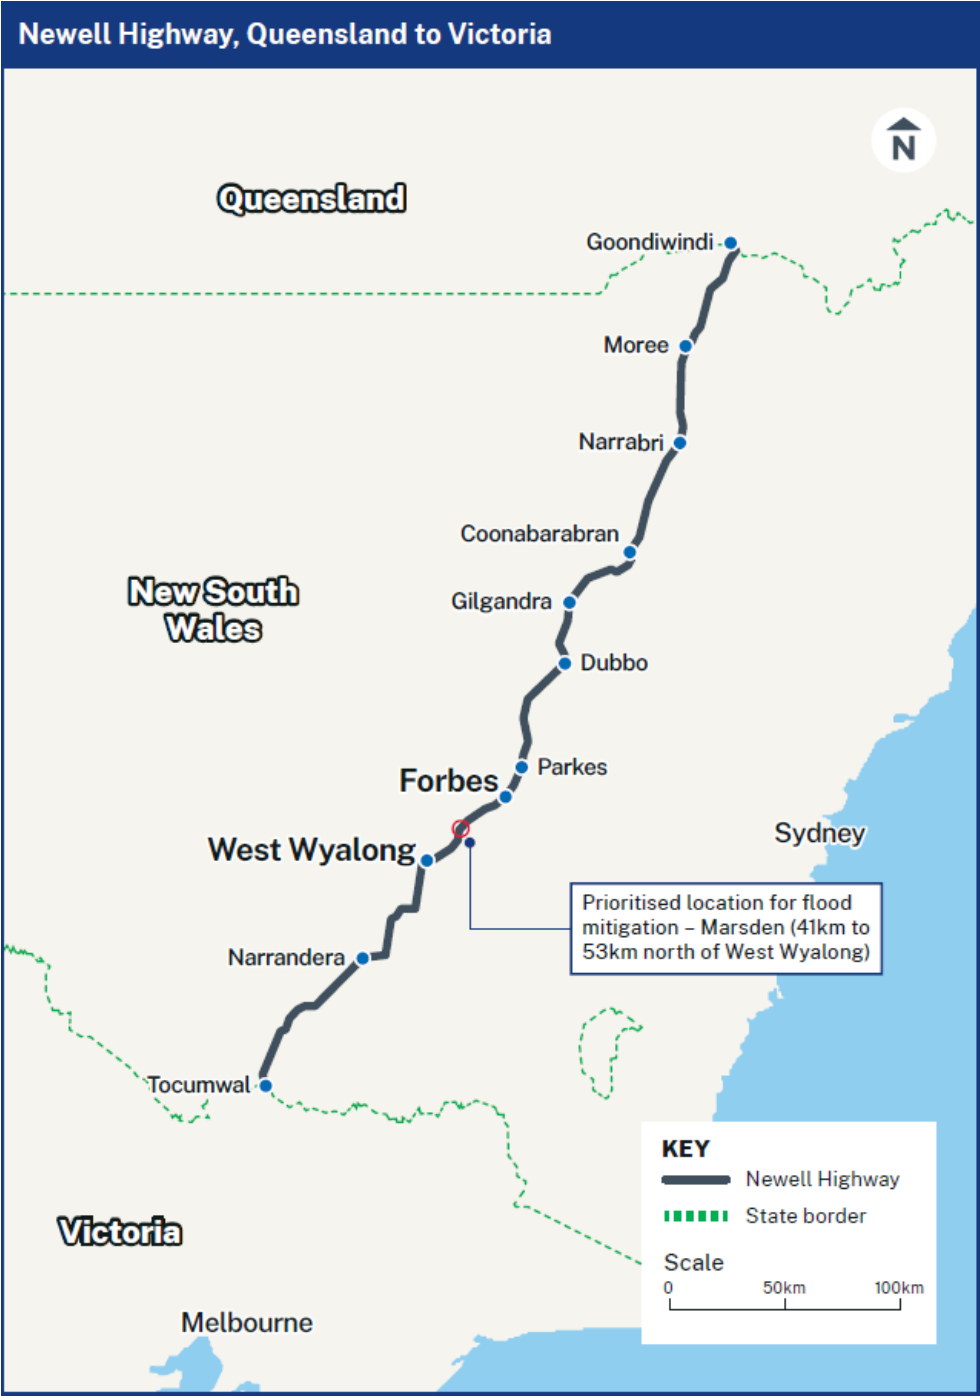 Newell Highway, Queensland to Victoria
N
Queensland
Goondiwindi
Moree
Narrabri
Coonabarabran
New South
Wales
Gilgandra
Dubbo
Parkes
Forbes
Sydney
West Wyalong
Prioritised location for flood
mitigation – Marsden (41km to
53km north of West Wyalong)
Narrandera
Tocumwal
KEY
Newell Highway
State border
Scale
0 50km 100km
Victoria
Melbourne